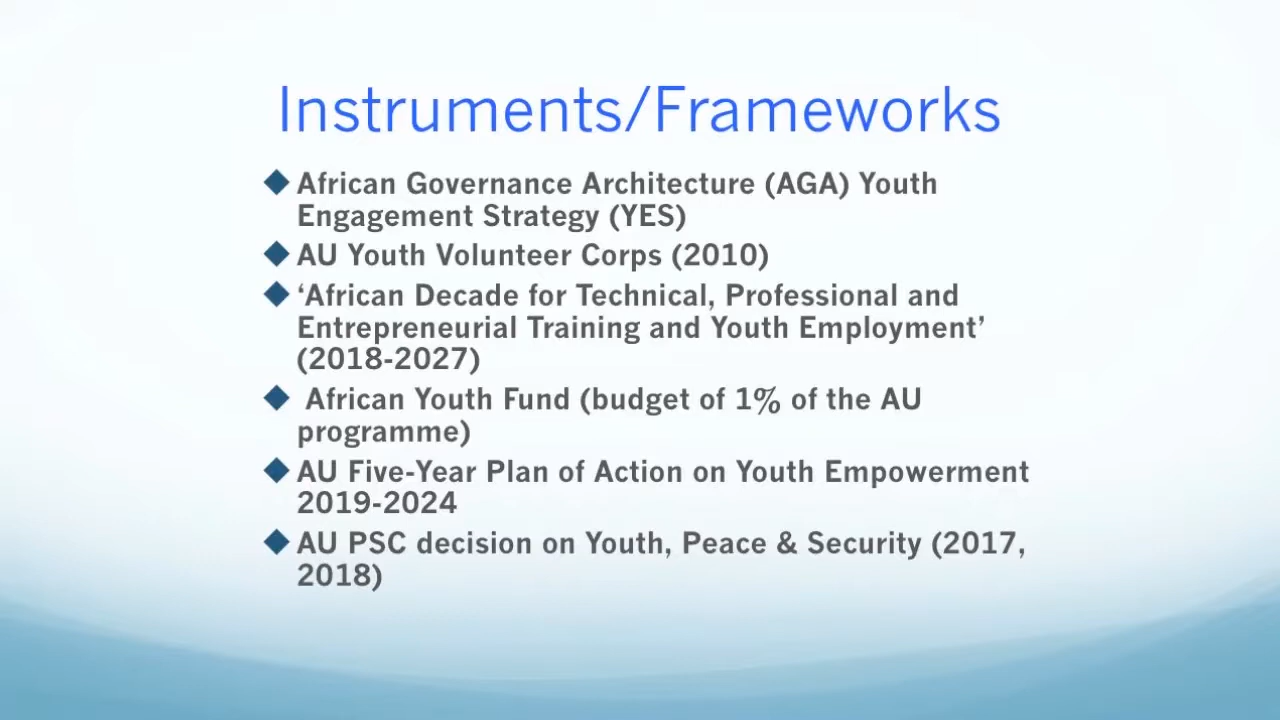 Instruments/Frameworks
African Governance Architecture (AGA) Youth
Engagement Strategy (YES)
AU Youth Volunteer Corps (2010)
‘African Decade for Technical, Professional and
Entrepreneurial Training and Youth Employment’
(2018-2027)
African Youth Fund (budget of 1% of the AU
programme)
AU Five-Year Plan of Action on Youth Empowerment
2019-2024
AU PSC decision on Youth, Peace & Security (2017,
2018)